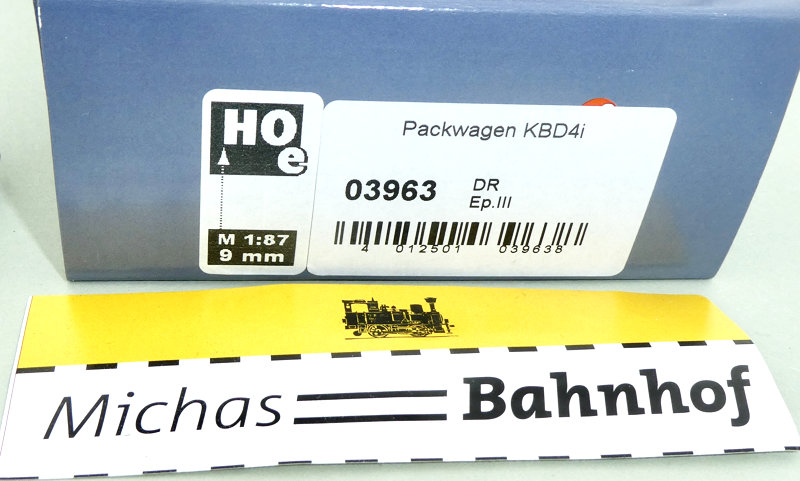 HO
e
M 1:87
9 mm
Packwagen KBD4i
03963
DR
Ep.III
4 012501 039638
Michas Bahnhof